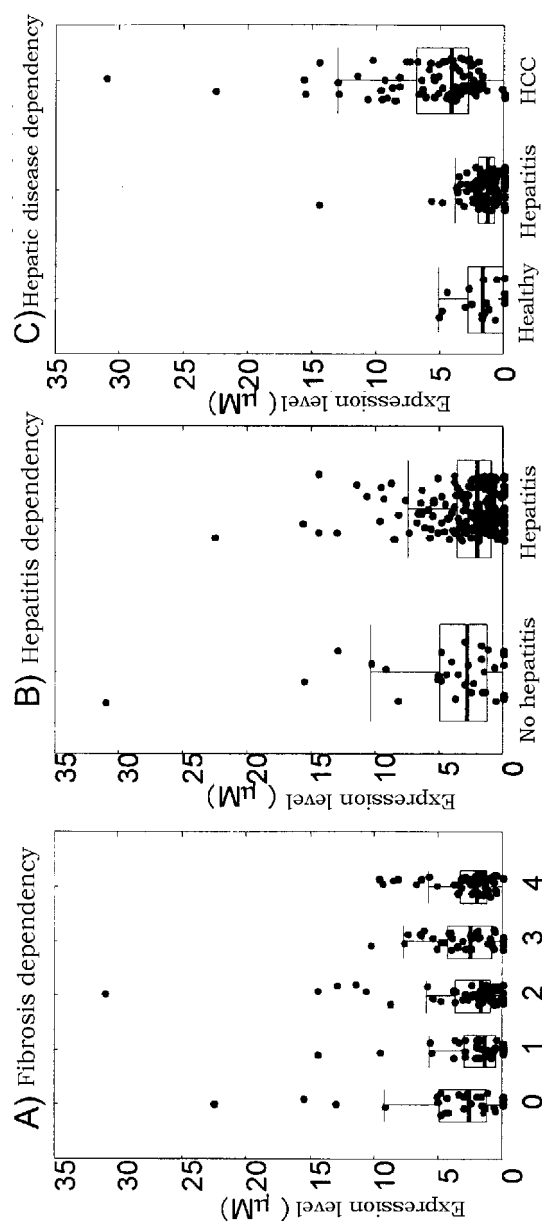 A) Fibrosis dependency
Expression level ( μM)
35
30
25
20
15
10
5
0
0 1 2 3 4
B) Hepatitis dependency
Expression level ( μM)
35
30
25
20
15
10
5
0
No hepatitis Hepatitis
C) Hepatic disease dependency
Expression level ( μM)
35
30
25
20
15
10
5
0
Healthy Hepatitis HCC